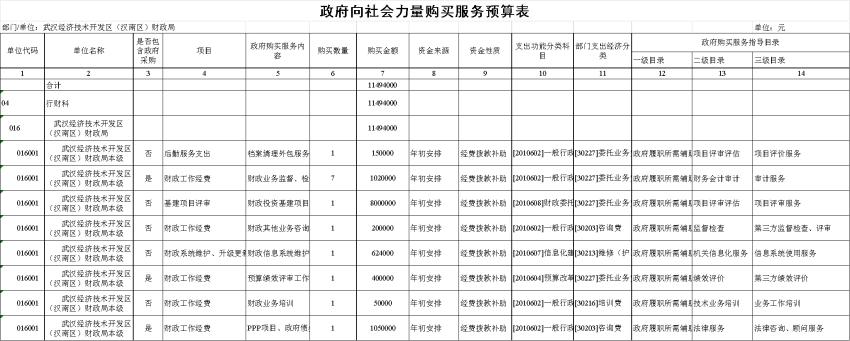 政府向社会力量购买服务预算表
部门/单位：武汉经济技术开发区（汉南区）财政局 单位：元
单位代码 单位名称 是否包含政府采购 项目 政府购买服务内容 购买数量 购买金额 资金来源 资金性质 支出功能分类科目 部门支出经济分类 政府购买服务指导目录
一级目录 二级目录 三级目录
1 2 3 4 5 6 7 8 9 10 11 12 13 14
合计 11494000
04 行财科 11494000
016 武汉经济技术开发区（汉南区）财政局 11494000
016001 武汉经济技术开发区（汉南区）财政局本级 否 后勤服务支出 档案清理外包服务 1 150000 年初安排 经费拨款补助 [2010602]一般行政 [30227]委托业务 政府履职所需辅助 项目评审评估 项目评价服务
016001 武汉经济技术开发区（汉南区）财政局本级 是 财政工作经费 财政业务监督、检 7 1020000 年初安排 经费拨款补助 [2010602]一般行政 [30227]委托业务 政府履职所需辅助 财务会计审计 审计服务
016001 武汉经济技术开发区（汉南区）财政局本级 否 基建项目评审 财政投资基建项目 1 8000000 年初安排 经费拨款补助 [2010608]财政委托 [30227]委托业务 政府履职所需辅助 项目评审评估 项目评审服务
016001 武汉经济技术开发区（汉南区）财政局本级 否 财政工作经费 财政其他业务咨询 1 200000 年初安排 经费拨款补助 [2010602]一般行政 [30203]咨询费 政府履职所需辅助 监督检查 第三方监督检查、评审
016001 武汉经济技术开发区（汉南区）财政局本级 否 财政系统维护、升级更新 财政信息系统维护 1 624000 年初安排 经费拨款补助 [2010607]信息化建 [30213]维修（护 政府履职所需辅助 机关信息化服务 信息系统使用服务
016001 武汉经济技术开发区（汉南区）财政局本级 是 财政工作经费 预算绩效评审工作 1 400000 年初安排 经费拨款补助 [2010604]预算改革 [30227]委托业务 政府履职所需辅助 绩效评价 第三方绩效评价
016001 武汉经济技术开发区（汉南区）财政局本级 否 财政工作经费 财政业务培训 1 50000 年初安排 经费拨款补助 [2010602]一般行政 [30216]培训费 政府履职所需辅助 技术业务培训 业务工作培训
016001 武汉经济技术开发区（汉南区）财政局本级 是 财政工作经费 PPP项目、政府债 1 1050000 年初安排 经费拨款补助 [2010602]一般行政 [30203]咨询费 政府履职所需辅助 法律服务 法律咨询、顾问服务